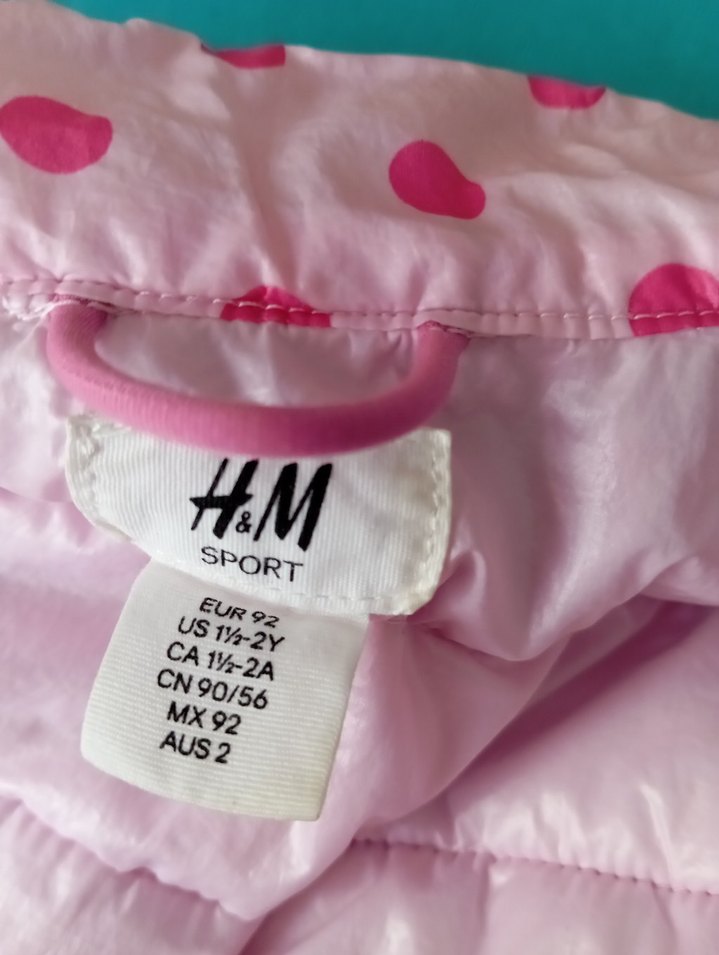 H&M
SPORT
EUR 92
US 1½-2Y
CA 1½-2A
CN 90/56
MX 92
AUS 2